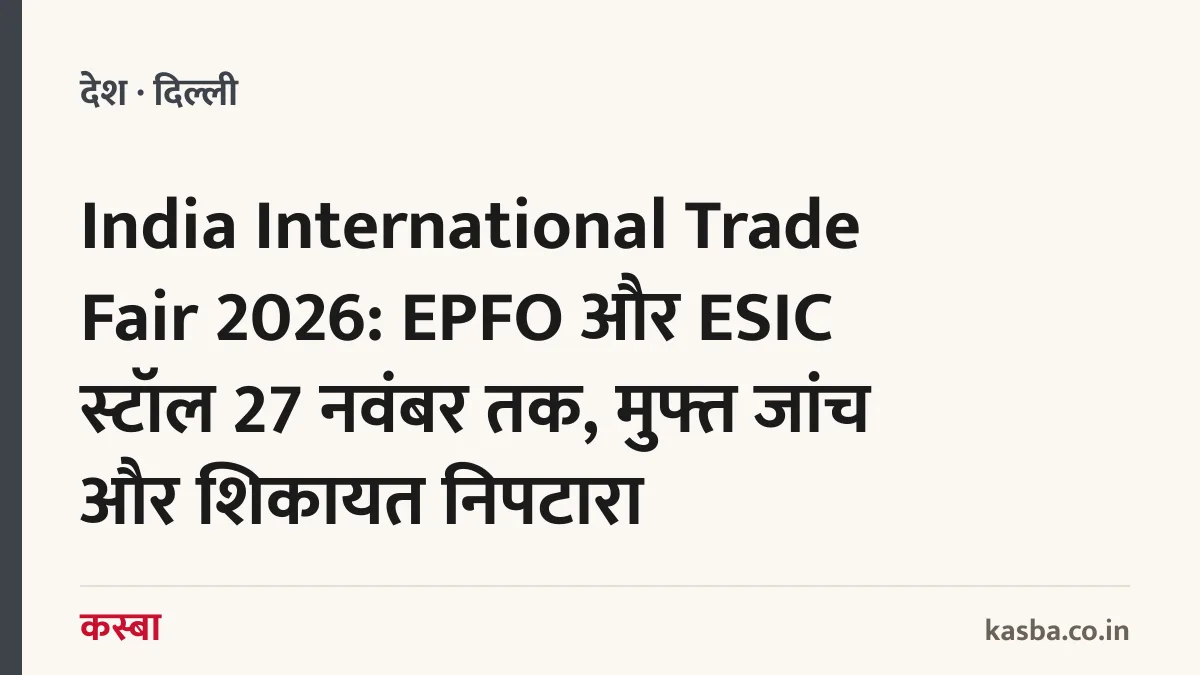 देश · दिल्ली
India International Trade
Fair 2026: EPFO और ESIC
स्टॉल 27 नवंबर तक, मुफ्त जांच
और शिकायत निपटारा
कस्बा
kasba.co.in